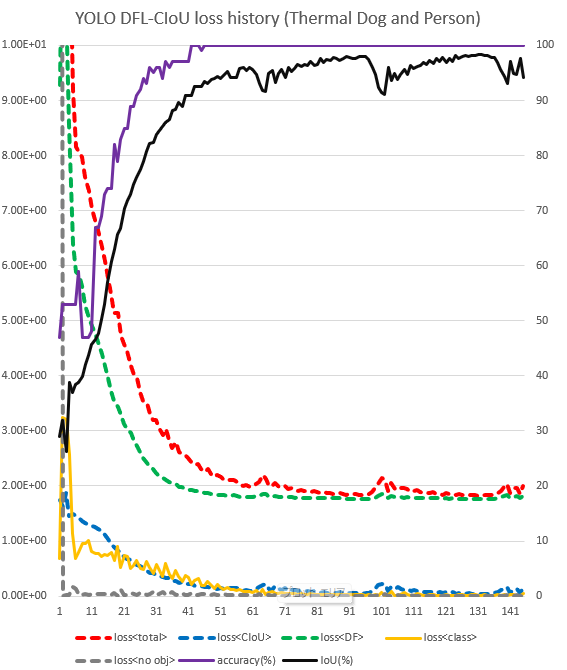 YOLO DFL-CIoU loss history (Thermal Dog and Person)
1.00E+01 100
9.00E+00 90
8.00E+00 80
7.00E+00 70
6.00E+00 60
5.00E+00 50
4.00E+00 40
3.00E+00 30
2.00E+00 20
1.00E+00 10
0.00E+00 0
1 11 21 31 41 51 61 71 81 91 101 111 121 131 141
loss<total> loss<CIoU> loss<DF> loss<class>
loss<no obj> accuracy(%) IoU(%)